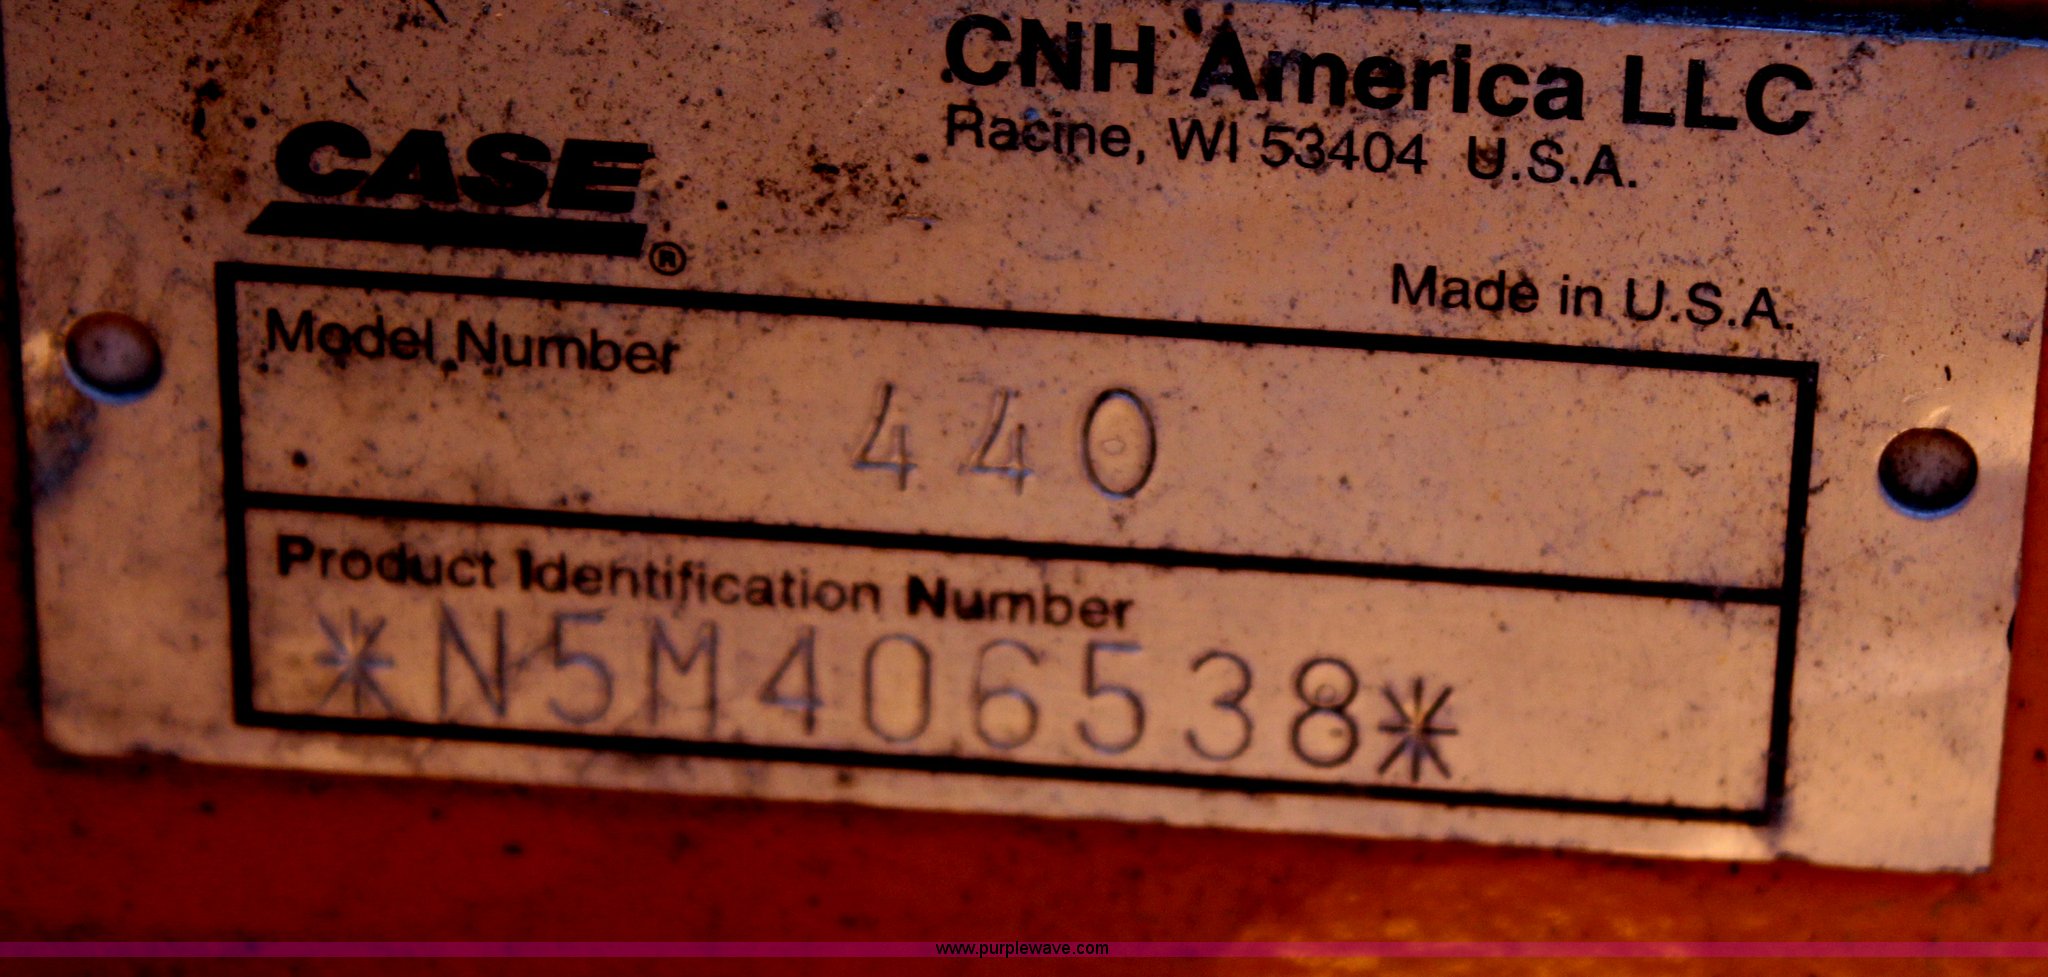 CNH America LLC
Racine, WI 53404 U.S.A.
CASE
®
Made in U.S.A.
Model Number
440
Product Identification Number
*N5M406538*
www.purplewave.com